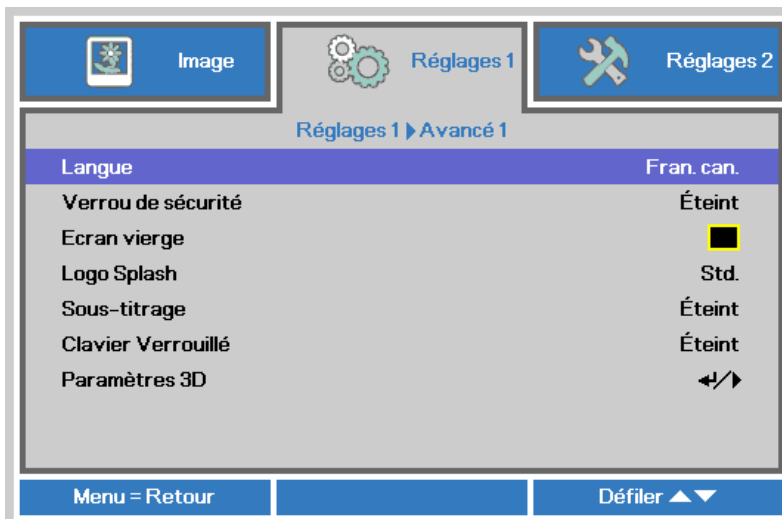 Image
Réglages 1
Réglages 2
Réglages 1 Avancé 1
Langue Fran. can.
Verrou de sécurité Éteint
Ecran vierge
Logo Splash Std.
Sous-titrage Éteint
Clavier Verrouillé Éteint
Paramètres 3D
Menu = Retour
Défiler